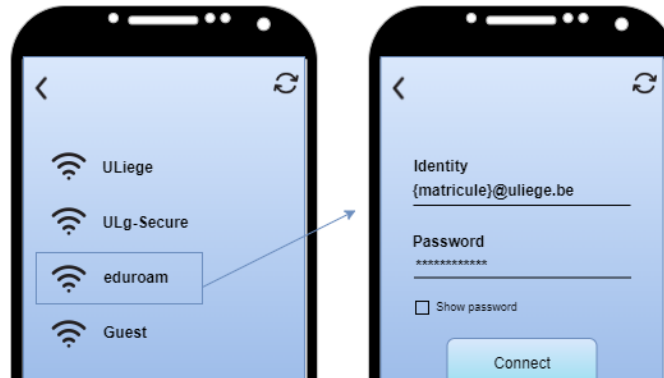 ULiege
ULg-Secure
eduroam
Guest
Identity
{matricule}@uliege.be
Password
************
Show password
Connect